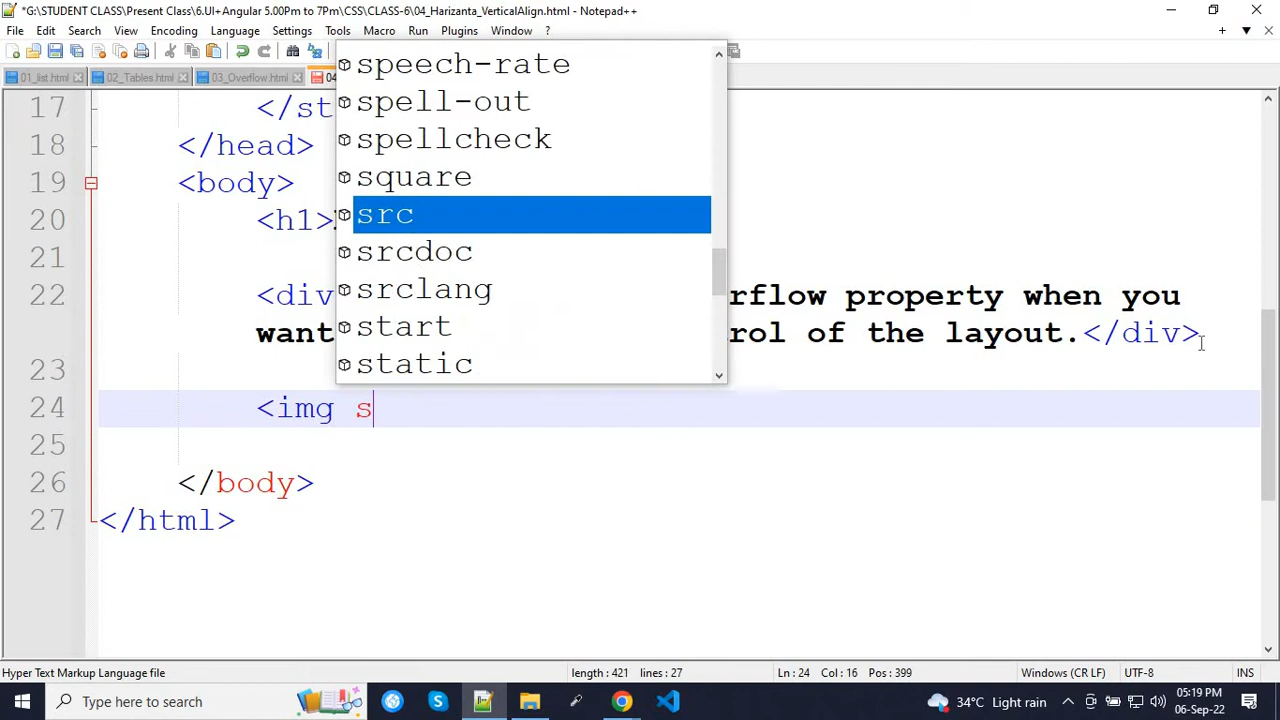 *G:\STUDENT CLASS\Present Class\6.UI+Angular 5.00Pm to 7Pm\CSS\CLASS-6\04_Harizanta_VerticalAlign.html - Notepad++
File Edit Search View Encoding Language Settings Tools Macro Run Plugins Window ?
01_list.html 02_Tables.html 03_Overflow.html 04
speech-rate
spell-out
spellcheck
square
src
srcdoc
srclang
start
static
17 </st
18 </head>
19 <body>
20 <h1>
21
22 <div rflow property when you
want rol of the layout.</div>
23
24 <img s
25
26 </body>
27 </html>
Hyper Text Markup Language file length : 421 lines : 27 Ln : 24 Col : 16 Pos : 399 Windows (CR LF) UTF-8 INS
Type here to search 34°C Light rain 05:19 PM
06-Sep-22